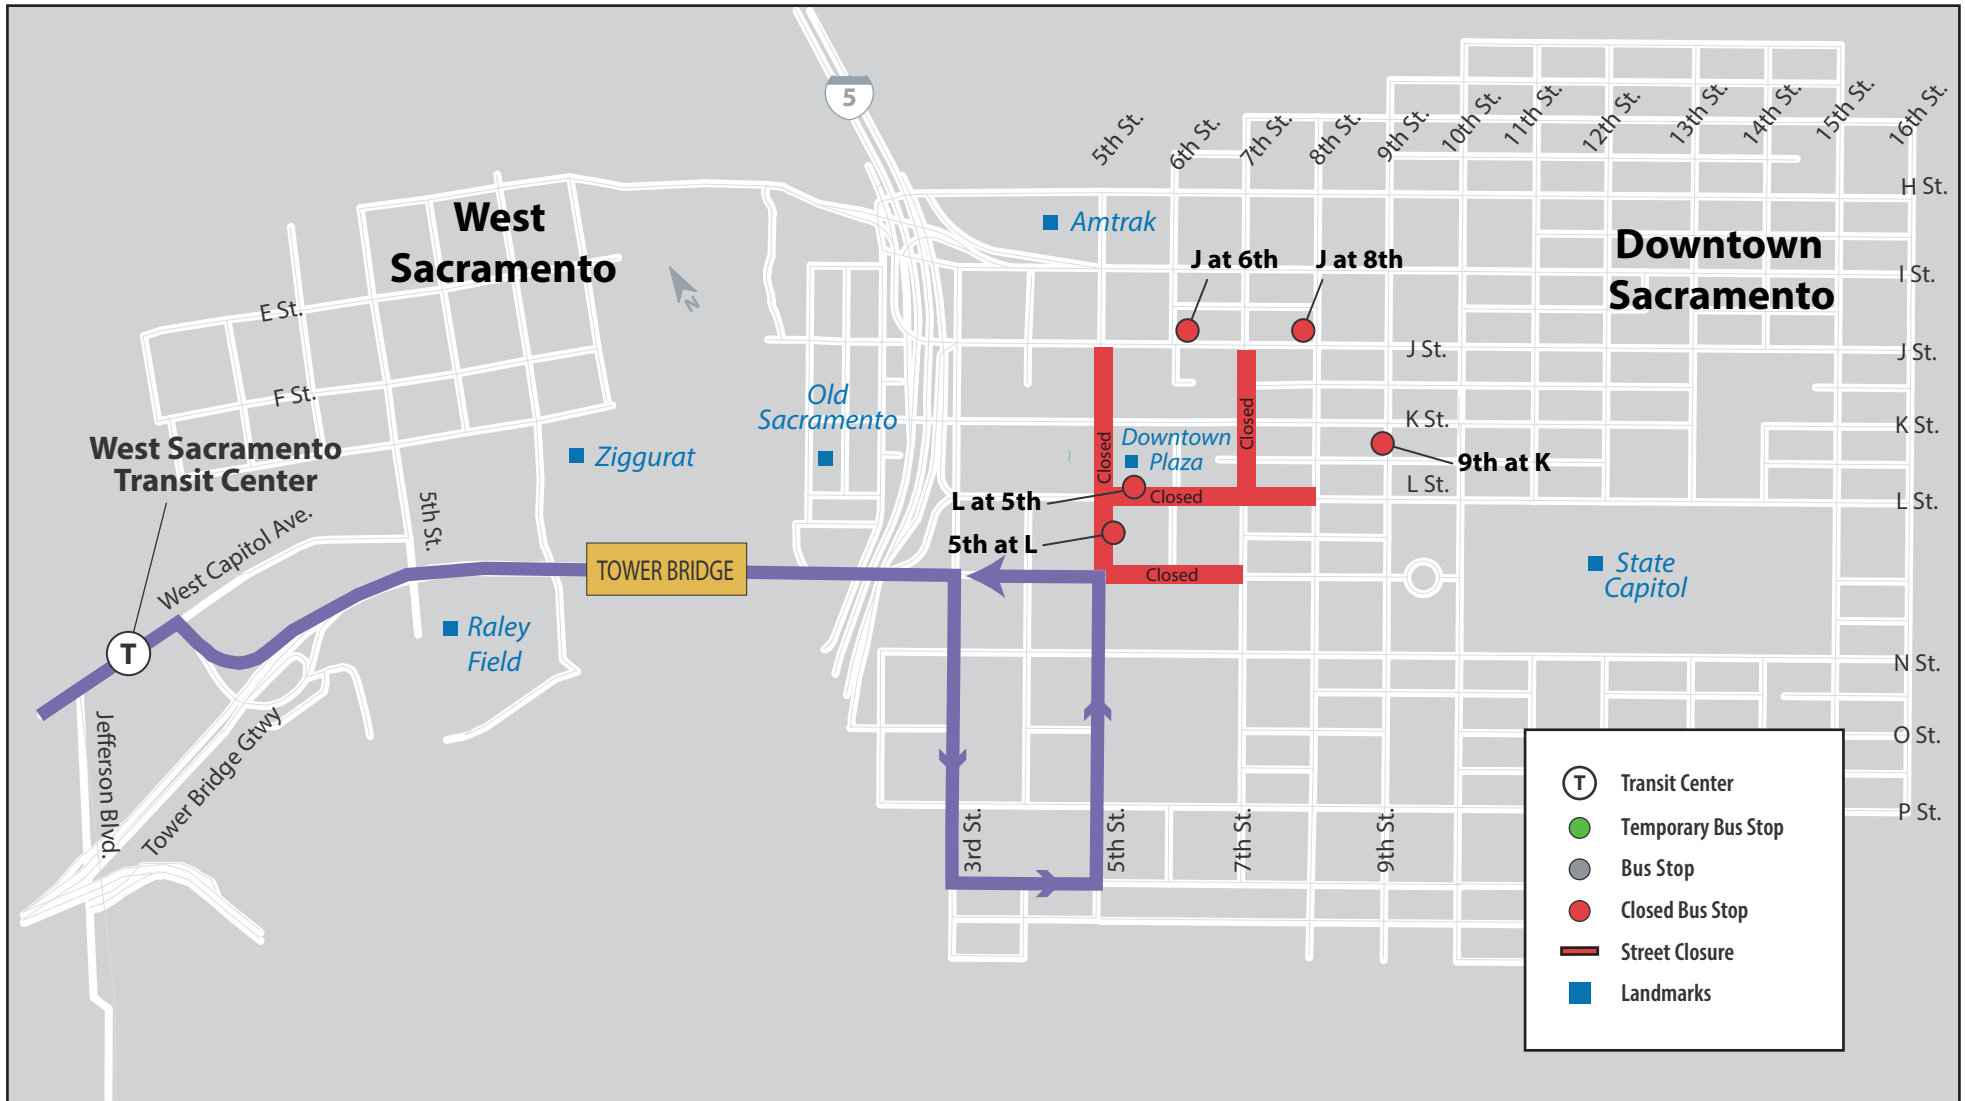 5
5th St.
6th St.
7th St.
8th St.
9th St.
10th St.
11th St.
12th St.
13th St.
14th St.
15th St.
16th St.
H St.
West
Sacramento
Amtrak
Downtown
Sacramento
J at 6th
J at 8th
I St.
N
E St.
F St.
J St.
J St.
Old
Sacramento
K St.
K St.
Closed
Closed
Downtown
Plaza
West Sacramento
Transit Center
Ziggurat
9th at K
L St.
L St.
L at 5th
Closed
5th at L
5th St.
West Capitol Ave.
TOWER BRIDGE
Closed
State
Capitol
T
Raley
Field
N St.
Jefferson Blvd.
Tower Bridge Gtwy
O St.
P St.
3rd St.
5th St.
7th St.
9th St.
T Transit Center
Temporary Bus Stop
Bus Stop
Closed Bus Stop
Street Closure
Landmarks